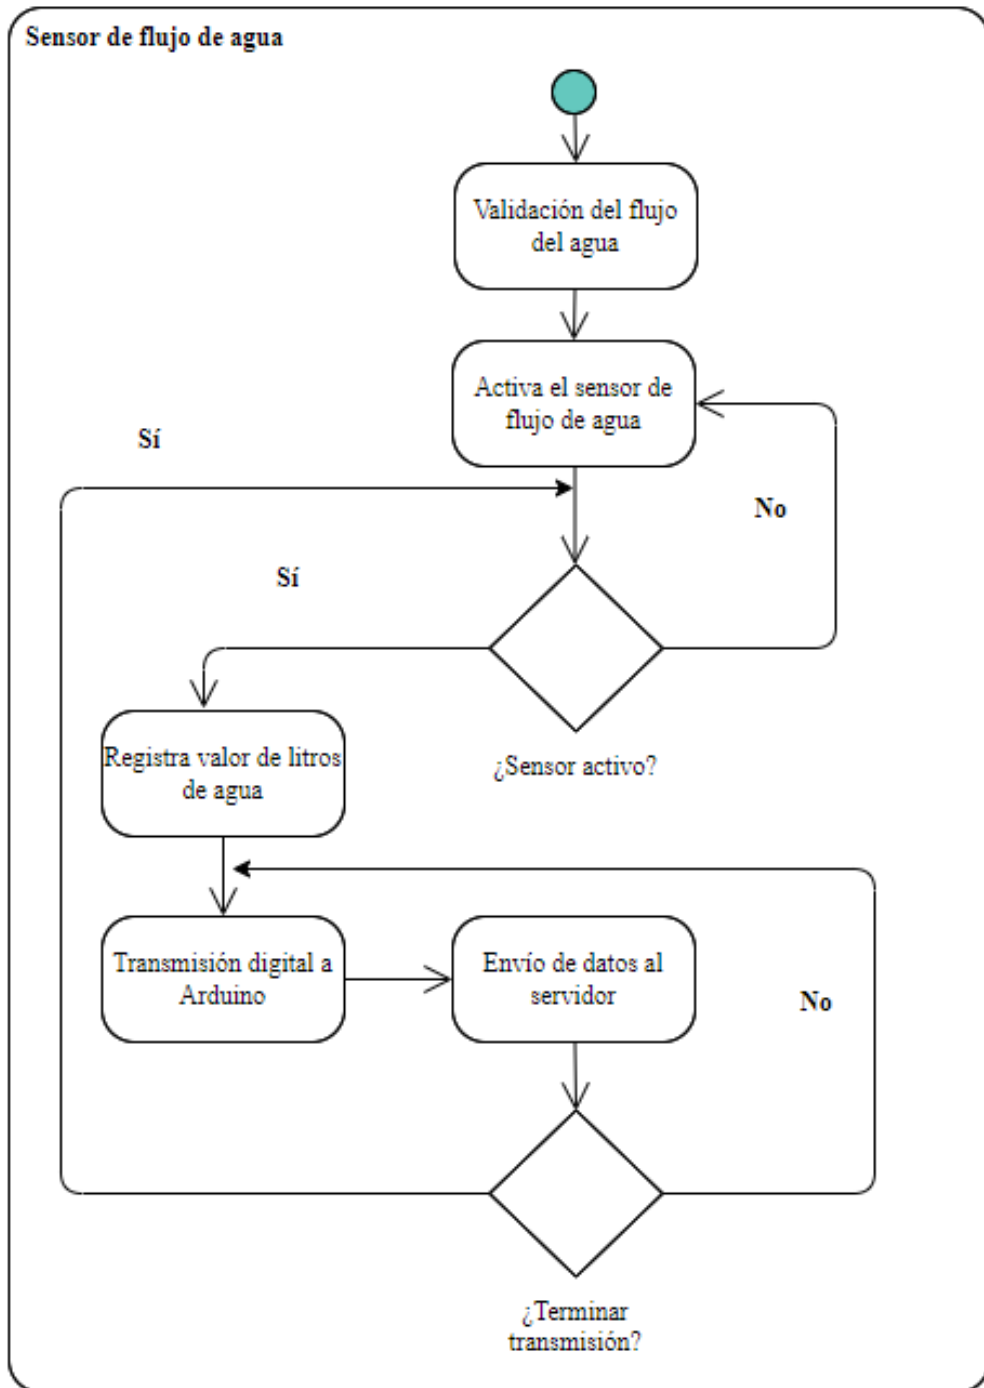 Sensor de flujo de agua
Validación del flujo
del agua
Activa el sensor de
flujo de agua
Sí
No
Sí
Registra valor de litros
de agua
¿Sensor activo?
Transmisión digital a
Arduino
Envío de datos al
servidor
No
¿Terminar
transmisión?